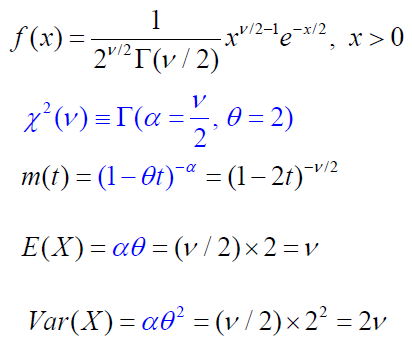 f(x) = 1 / (2^{ν/2} Γ(ν / 2)) x^{ν/2−1} e^{−x/2}, x > 0
χ²(ν) ≡ Γ(α = ν/2, θ = 2)
m(t) = (1 − θt)^{−α} = (1 − 2t)^{−ν/2}
E(X) = αθ = (ν / 2) × 2 = ν
Var(X) = αθ² = (ν / 2) × 2² = 2ν